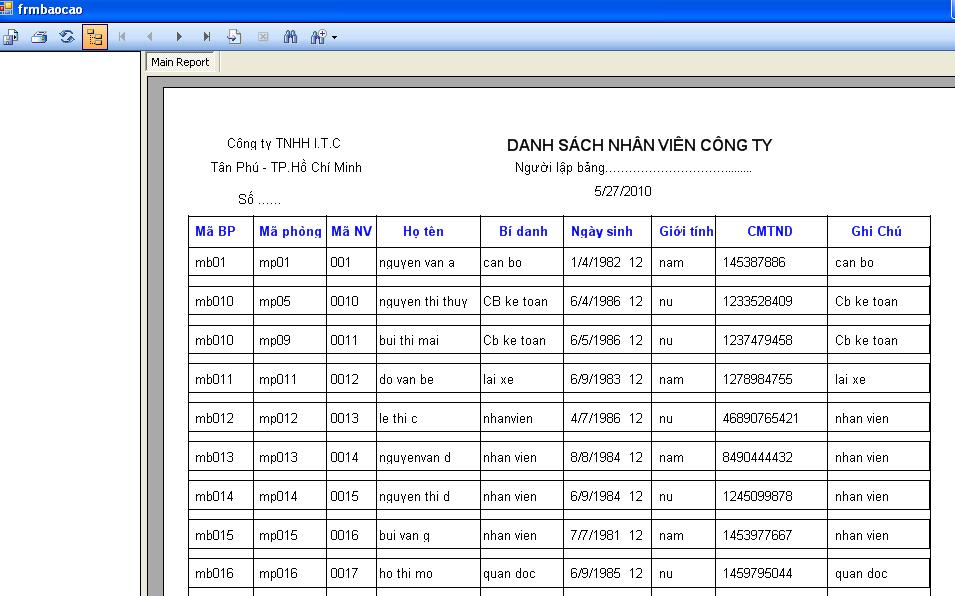 frmbaocao
Main Report
Công ty TNHH I.T.C
DANH SÁCH NHÂN VIÊN CÔNG TY
Tân Phú - TP.Hồ Chí Minh
Người lập bảng....................................
Số ......
5/27/2010
Mã BP Mã phòng Mã NV Họ tên Bí danh Ngày sinh Giới tính CMTND Ghi Chú
mb01 mp01 001 nguyen van a can bo 1/4/1982 12 nam 145387886 can bo
mb010 mp05 0010 nguyen thi thuy CB ke toan 6/4/1986 12 nu 1233528409 Cb ke toan
mb010 mp09 0011 bui thi mai Cb ke toan 6/5/1986 12 nu 1237479458 Cb ke toan
mb011 mp011 0012 do van be lai xe 6/9/1983 12 nam 1278984755 lai xe
mb012 mp012 0013 le thi c nhanvien 4/7/1986 12 nu 46890765421 nhan vien
mb013 mp013 0014 nguyenvan d nhan vien 8/8/1984 12 nam 8490444432 nhan vien
mb014 mp014 0015 nguyen thi d nhan vien 6/9/1984 12 nu 1245099878 nhan vien
mb015 mp015 0016 bui van g nhan vien 7/7/1981 12 nam 1453977667 nhan vien
mb016 mp016 0017 ho thi mo quan doc 6/9/1985 12 nu 1459795044 quan doc